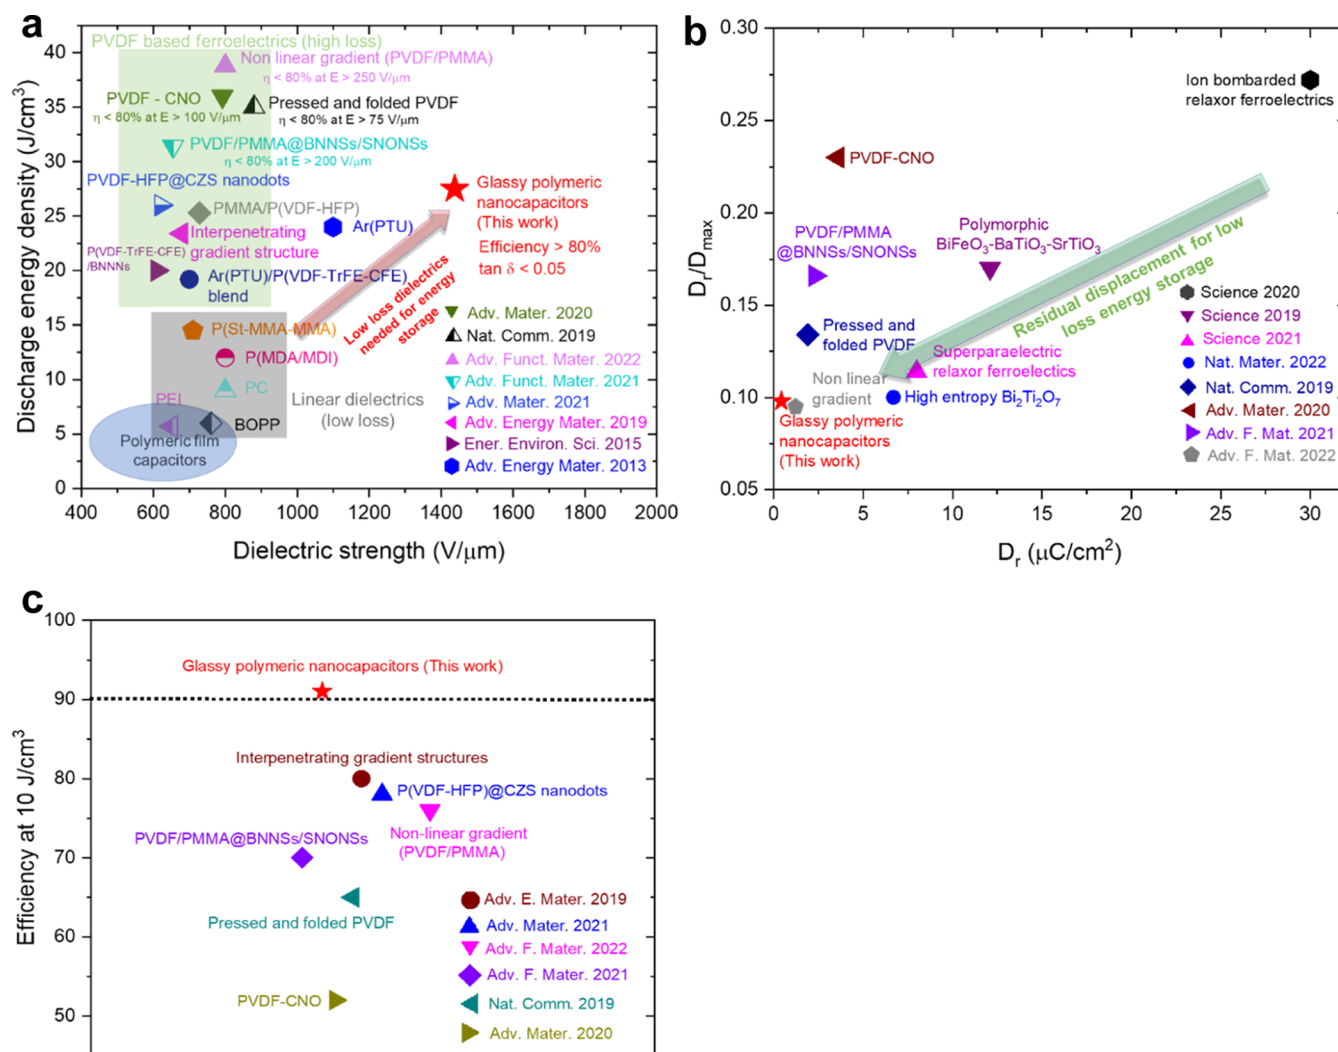 a
PVDF based ferroelectrics (high loss)
Non linear gradient (PVDF/PMMA)
η < 80% at E > 250 V/μm
PVDF - CNO
η < 80% at E > 100 V/μm
Pressed and folded PVDF
η < 80% at E > 75 V/μm
PVDF/PMMA@BNNSs/SNONSs
η < 80% at E > 200 V/μm
PVDF-HFP@CZS nanodots
PMMA/P(VDF-HFP)
Interpenetrating
gradient structure
P(VDF-TrFE-CFE)
/BNNNs
Ar(PTU)/P(VDF-TrFE-CFE)
blend
Ar(PTU)
Glassy polymeric
nanocapacitors
(This work)
Efficiency > 80%
tan δ < 0.05
Low loss dielectrics
needed for energy
storage
P(St-MMA-MMA)
P(MDA/MDI)
PC
PEI
BOPP
Linear dielectrics
(low loss)
Polymeric film
capacitors
Adv. Mater. 2020
Nat. Comm. 2019
Adv. Funct. Mater. 2022
Adv. Funct. Mater. 2021
Adv. Mater. 2021
Adv. Energy Mater. 2019
Ener. Environ. Sci. 2015
Adv. Energy Mater. 2013
40
35
30
25
20
15
10
5
0
400 600 800 1000 1200 1400 1600 1800 2000
Discharge energy density (J/cm³)
Dielectric strength (V/μm)
b
Ion bombarded
relaxor ferroelectrics
PVDF-CNO
PVDF/PMMA
@BNNSs/SNONSs
Polymorphic
BiFeO₃-BaTiO₃-SrTiO₃
Residual displacement for low
loss energy storage
Pressed and
folded PVDF
Superparaelectric
relaxor ferroelectics
Non linear
gradient
High entropy Bi₂Ti₂O₇
Glassy polymeric
nanocapacitors
(This work)
Science 2020
Science 2019
Science 2021
Nat. Mater. 2022
Nat. Comm. 2019
Adv. Mater. 2020
Adv. F. Mat. 2021
Adv. F. Mat. 2022
0.30
0.25
0.20
0.15
0.10
0.05
0 5 10 15 20 25 30
Dᵣ/Dmax
Dᵣ (μC/cm²)
c
Glassy polymeric nanocapacitors (This work)
Interpenetrating gradient structures
P(VDF-HFP)@CZS nanodots
Non-linear gradient
(PVDF/PMMA)
PVDF/PMMA@BNNSs/SNONSs
Pressed and folded PVDF
PVDF-CNO
Adv. E. Mater. 2019
Adv. Mater. 2021
Adv. F. Mater. 2022
Adv. F. Mater. 2021
Nat. Comm. 2019
Adv. Mater. 2020
100
90
80
70
60
50
Efficiency at 10 J/cm³